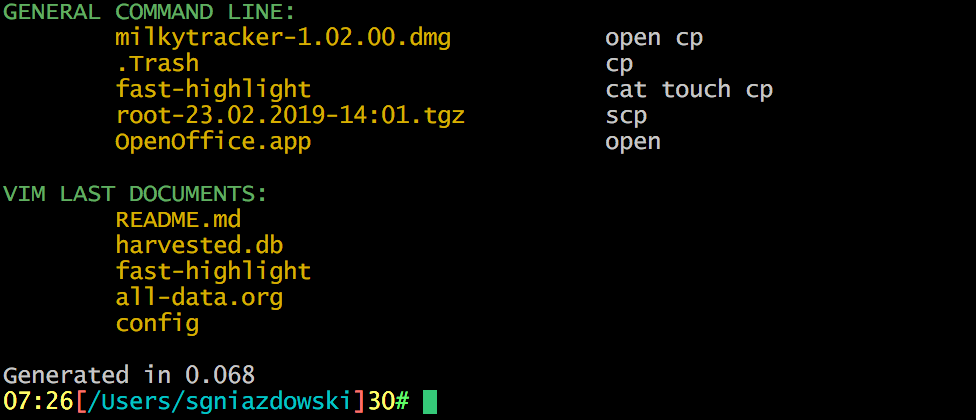 GENERAL COMMAND LINE:
milkytracker-1.02.00.dmg open cp
.Trash cp
fast-highlight cat touch cp
root-23.02.2019-14:01.tgz scp
OpenOffice.app open
VIM LAST DOCUMENTS:
README.md
harvested.db
fast-highlight
all-data.org
config
Generated in 0.068
07:26[/Users/sgniazdowski]30#